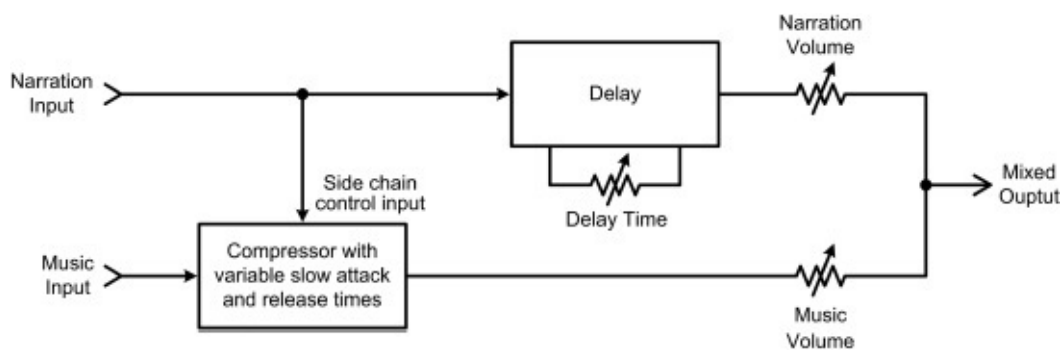 Narration
Volume
Narration
Input
Delay
Side chain
control input
Delay Time
Mixed
Ouptut
Music
Input
Compressor with
variable slow attack
and release times
Music
Volume